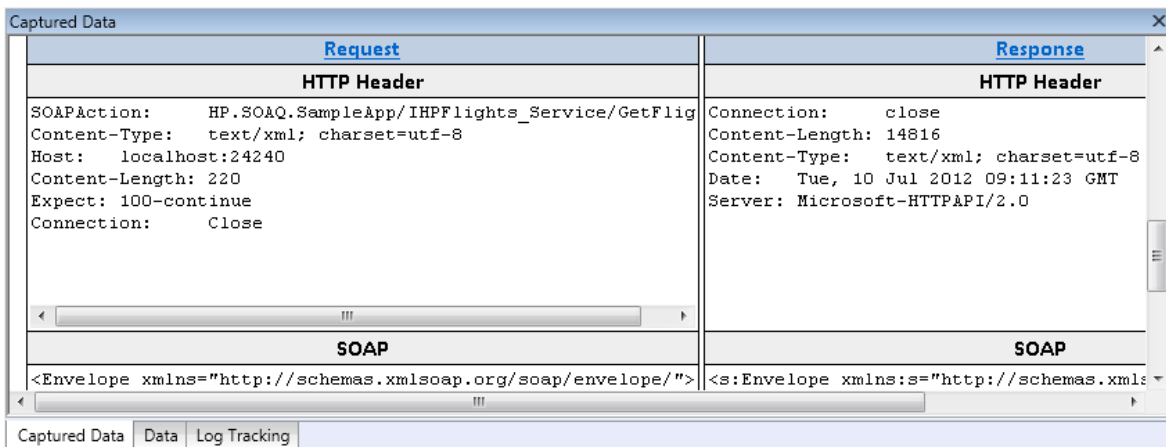 Captured Data
Request
HTTP Header
SOAPAction: HP.SOAQ.SampleApp/IHPFlights_Service/GetFlig
Content-Type: text/xml; charset=utf-8
Host: localhost:24240
Content-Length: 220
Expect: 100-continue
Connection: Close
SOAP
<Envelope xmlns="http://schemas.xmlsoap.org/soap/envelope/">
Response
HTTP Header
Connection: close
Content-Length: 14816
Content-Type: text/xml; charset=utf-8
Date: Tue, 10 Jul 2012 09:11:23 GMT
Server: Microsoft-HTTPAPI/2.0
SOAP
<s:Envelope xmlns:s="http://schemas.xmls
Captured Data Data Log Tracking